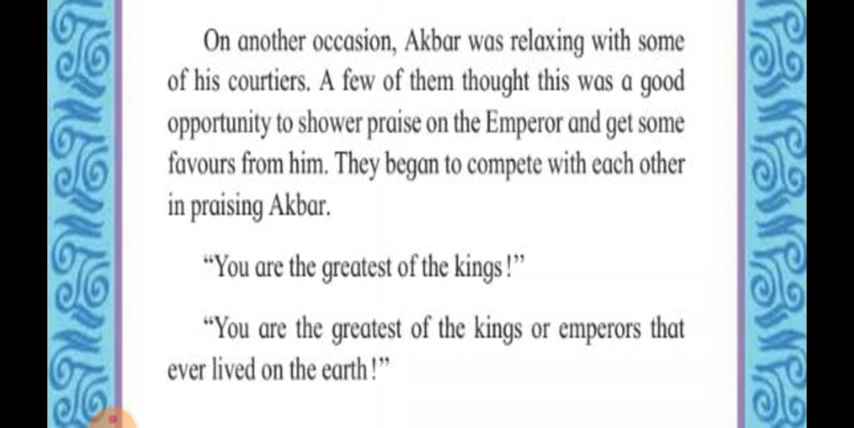 On another occasion, Akbar was relaxing with some
of his courtiers. A few of them thought this was a good
opportunity to shower praise on the Emperor and get some
favours from him. They began to compete with each other
in praising Akbar.
“You are the greatest of the kings!”
“You are the greatest of the kings or emperors that
ever lived on the earth!”